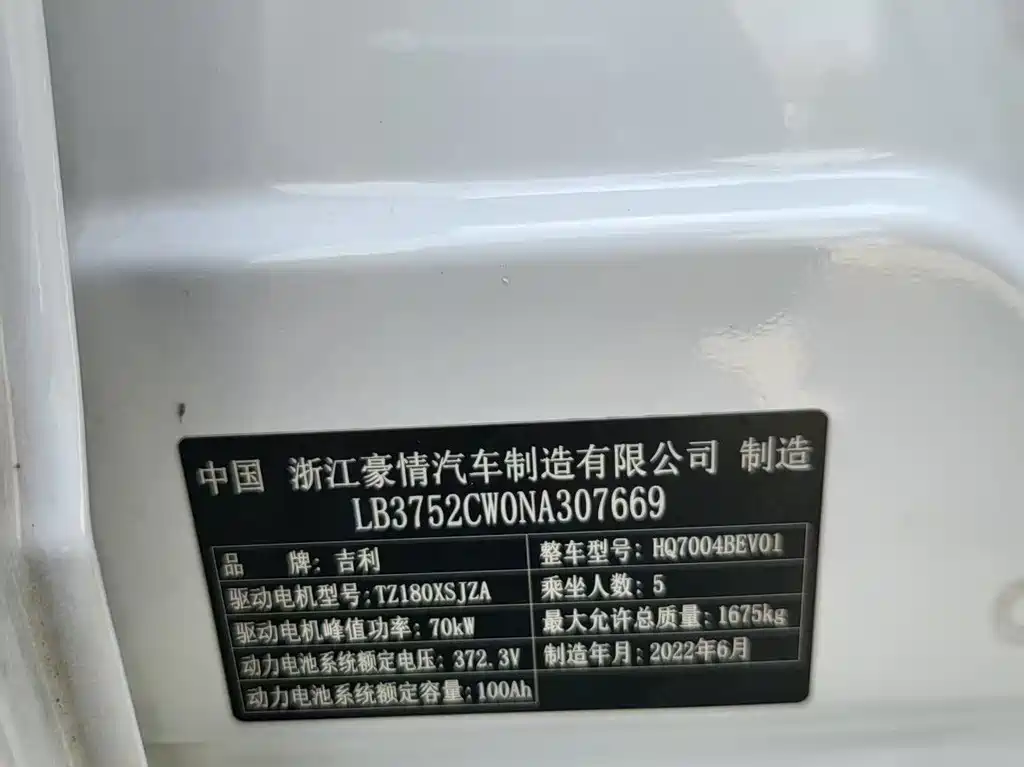 中国 浙江豪情汽车制造有限公司 制造
LB3752CW0NA307669
品 牌: 吉利
整车型号: HQ7004BEV01
驱动电机型号: TZ180XSJZA
乘坐人数: 5
驱动电机峰值功率: 70kW
最大允许总质量: 1675kg
动力电池系统额定电压: 372.3V
制造年月: 2022年6月
动力电池系统额定容量: 100Ah